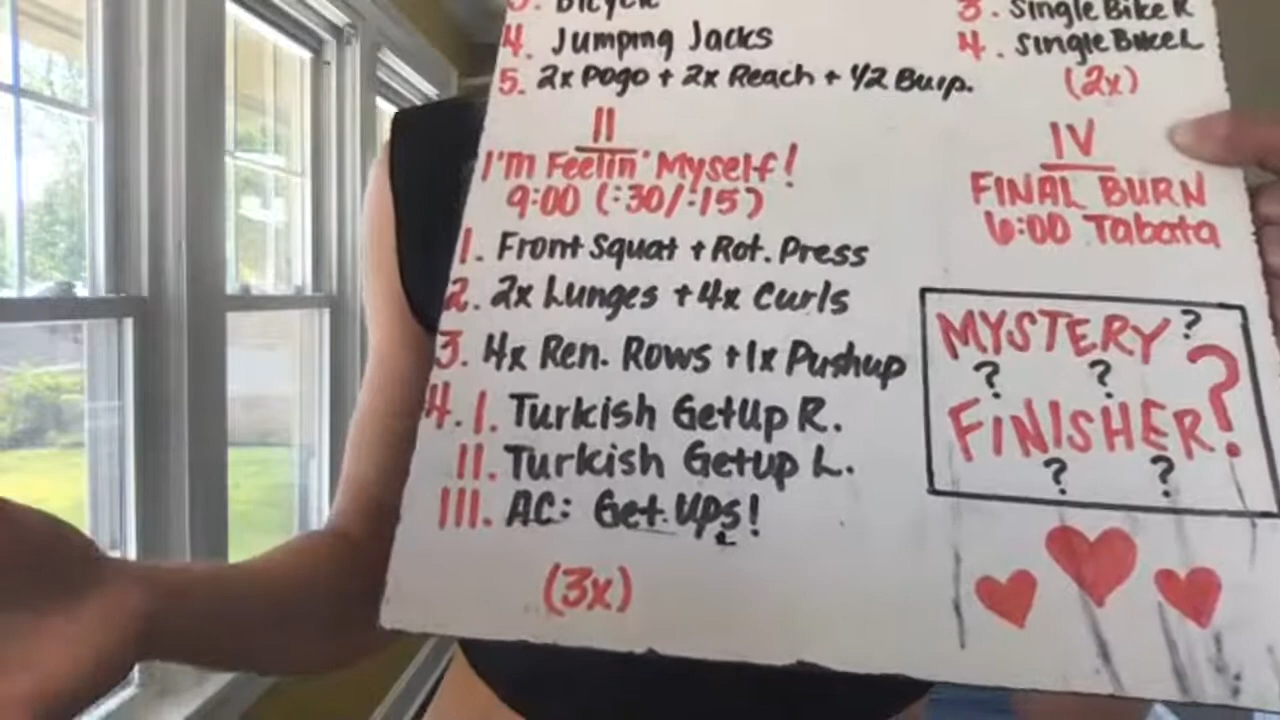 3. Bicycle
4. Jumping Jacks
5. 2x Pogo + 2x Reach + 1/2 Burp.
II
I'm Feelin' Myself!
9:00 (:30/:15)
1. Front Squat + Rot. Press
2. 2x Lunges + 4x Curls
3. 4x Ren. Rows + 1x Pushup
4. I. Turkish GetUp R.
II. Turkish Getup L.
III. AC: Get Ups!
(3x)
3. Single Bike R
4. Single Bike L
(2x)
IV
FINAL BURN
6:00 Tabata
MYSTERY ?
? ? ?
FINISHER!
? ?